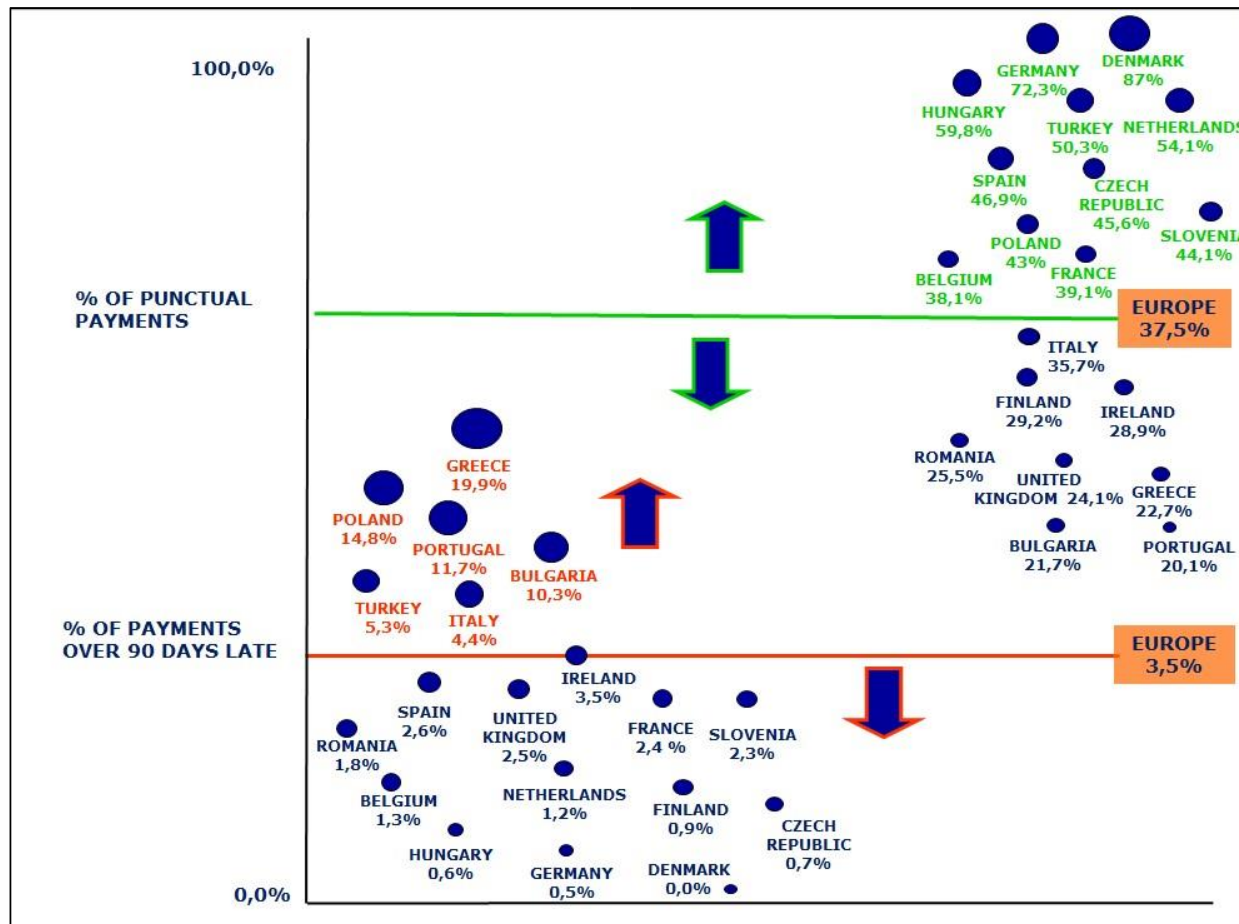 100,0%
GERMANY
72,3%
DENMARK
87%
HUNGARY
59,8%
TURKEY
50,3%
NETHERLANDS
54,1%
SPAIN
46,9%
CZECH
REPUBLIC
45,6%
POLAND
43%
SLOVENIA
44,1%
BELGIUM
38,1%
FRANCE
39,1%
% OF PUNCTUAL
PAYMENTS
EUROPE
37,5%
ITALY
35,7%
FINLAND
29,2%
IRELAND
28,9%
ROMANIA
25,5%
UNITED
KINGDOM 24,1%
GREECE
22,7%
BULGARIA
21,7%
PORTUGAL
20,1%
GREECE
19,9%
POLAND
14,8%
PORTUGAL
11,7%
BULGARIA
10,3%
TURKEY
5,3%
ITALY
4,4%
% OF PAYMENTS
OVER 90 DAYS LATE
EUROPE
3,5%
IRELAND
3,5%
SPAIN
2,6%
UNITED
KINGDOM
2,5%
FRANCE
2,4 %
SLOVENIA
2,3%
ROMANIA
1,8%
BELGIUM
1,3%
NETHERLANDS
1,2%
FINLAND
0,9%
CZECH
REPUBLIC
0,7%
HUNGARY
0,6%
GERMANY
0,5%
DENMARK
0,0%
0,0%